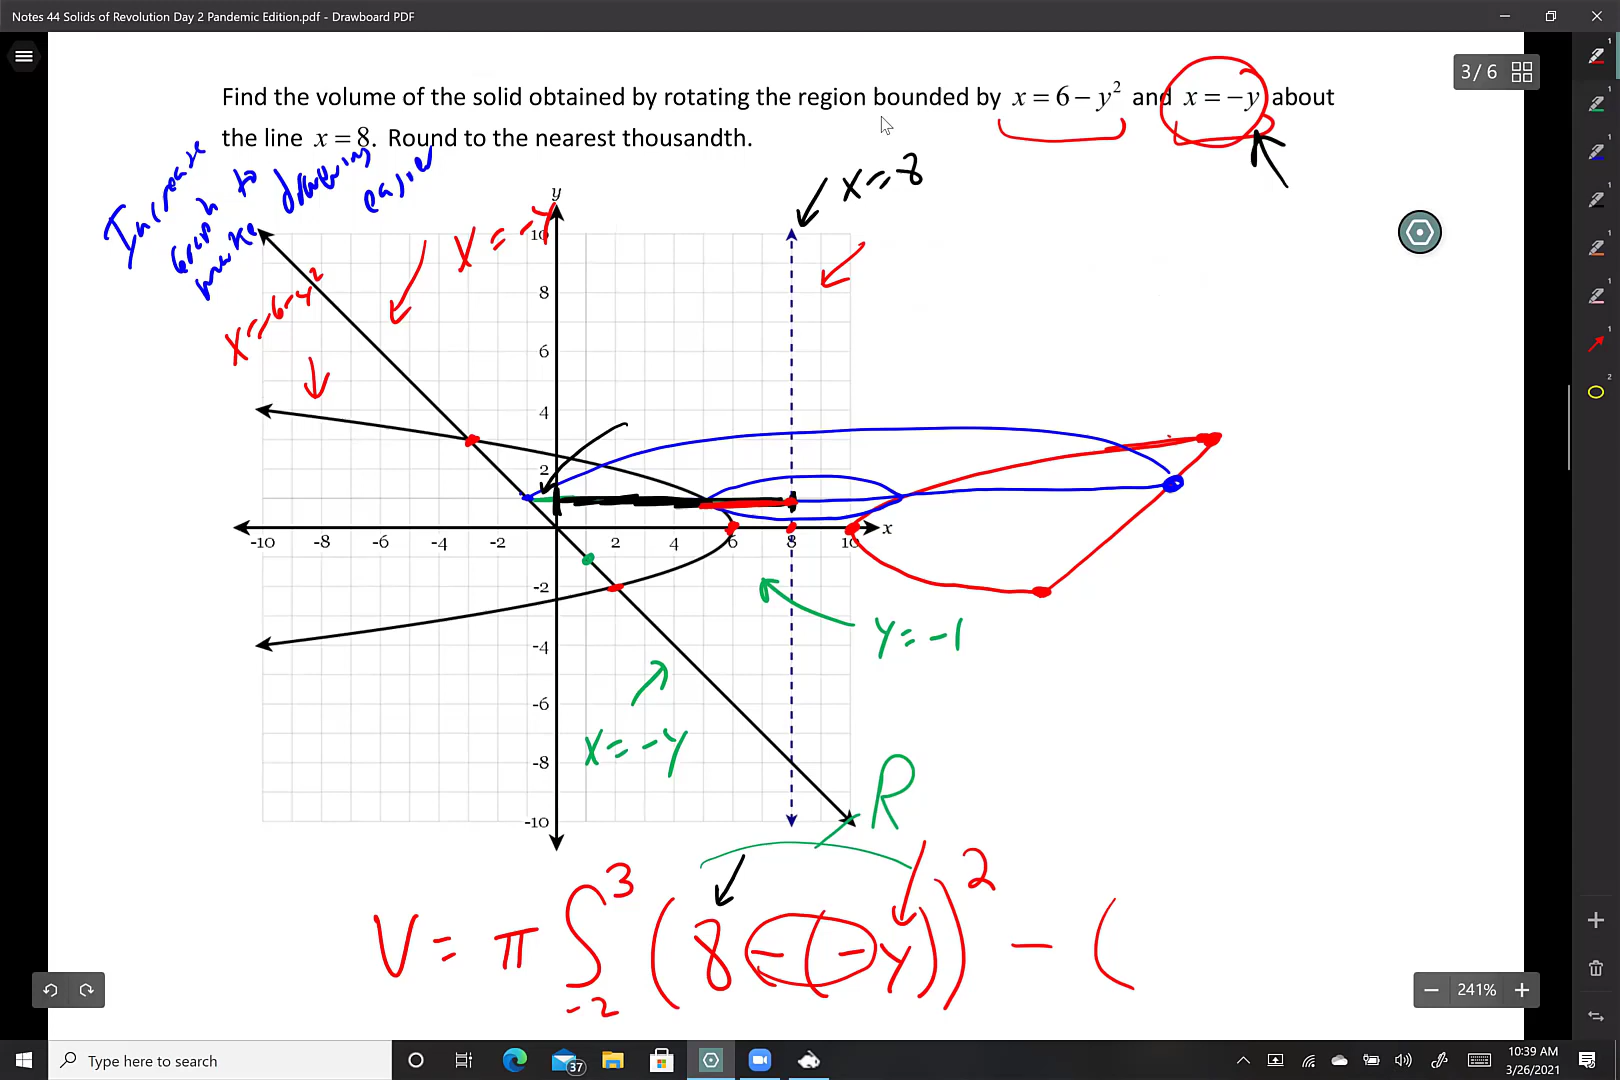 Notes 44 Solids of Revolution Day 2 Pandemic Edition.pdf - Drawboard PDF
3 / 6
Find the volume of the solid obtained by rotating the region bounded by x = 6 − y² and x = −y about
the line x = 8. Round to the nearest thousandth.
Increase
graph to
make drawing
easier
x = 8
x = -y
x = 6 - y²
y
10
8
6
4
2
-10 -8 -6 -4 -2 2 4 6 8 10 x
-2
-4
-6
-8
-10
y = -1
x = -y
R
V = π ∫₋₂³ (8 - (-y))² - (
241%
Type here to search
37
10:39 AM
3/26/2021